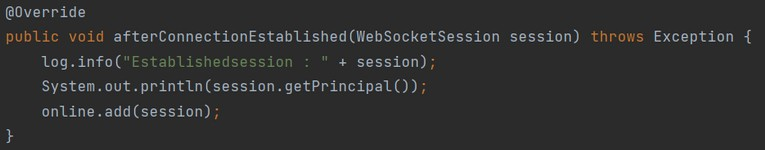 @Override
public void afterConnectionEstablished(WebSocketSession session) throws Exception {
    log.info("Establishedsession : " + session);
    System.out.println(session.getPrincipal());
    online.add(session);
}